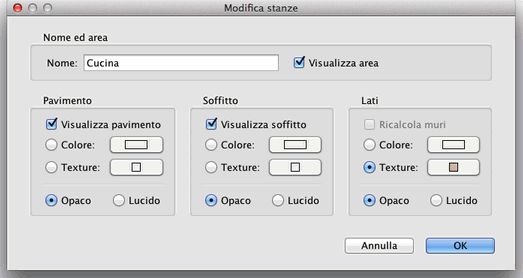 Modifica stanze
Nome ed area
Nome: Cucina Visualizza area
Pavimento Soffitto Lati
Visualizza pavimento Visualizza soffitto Ricalcola muri
Colore: Colore: Colore:
Texture: Texture: Texture:
Opaco Lucido Opaco Lucido Opaco Lucido
Annulla OK